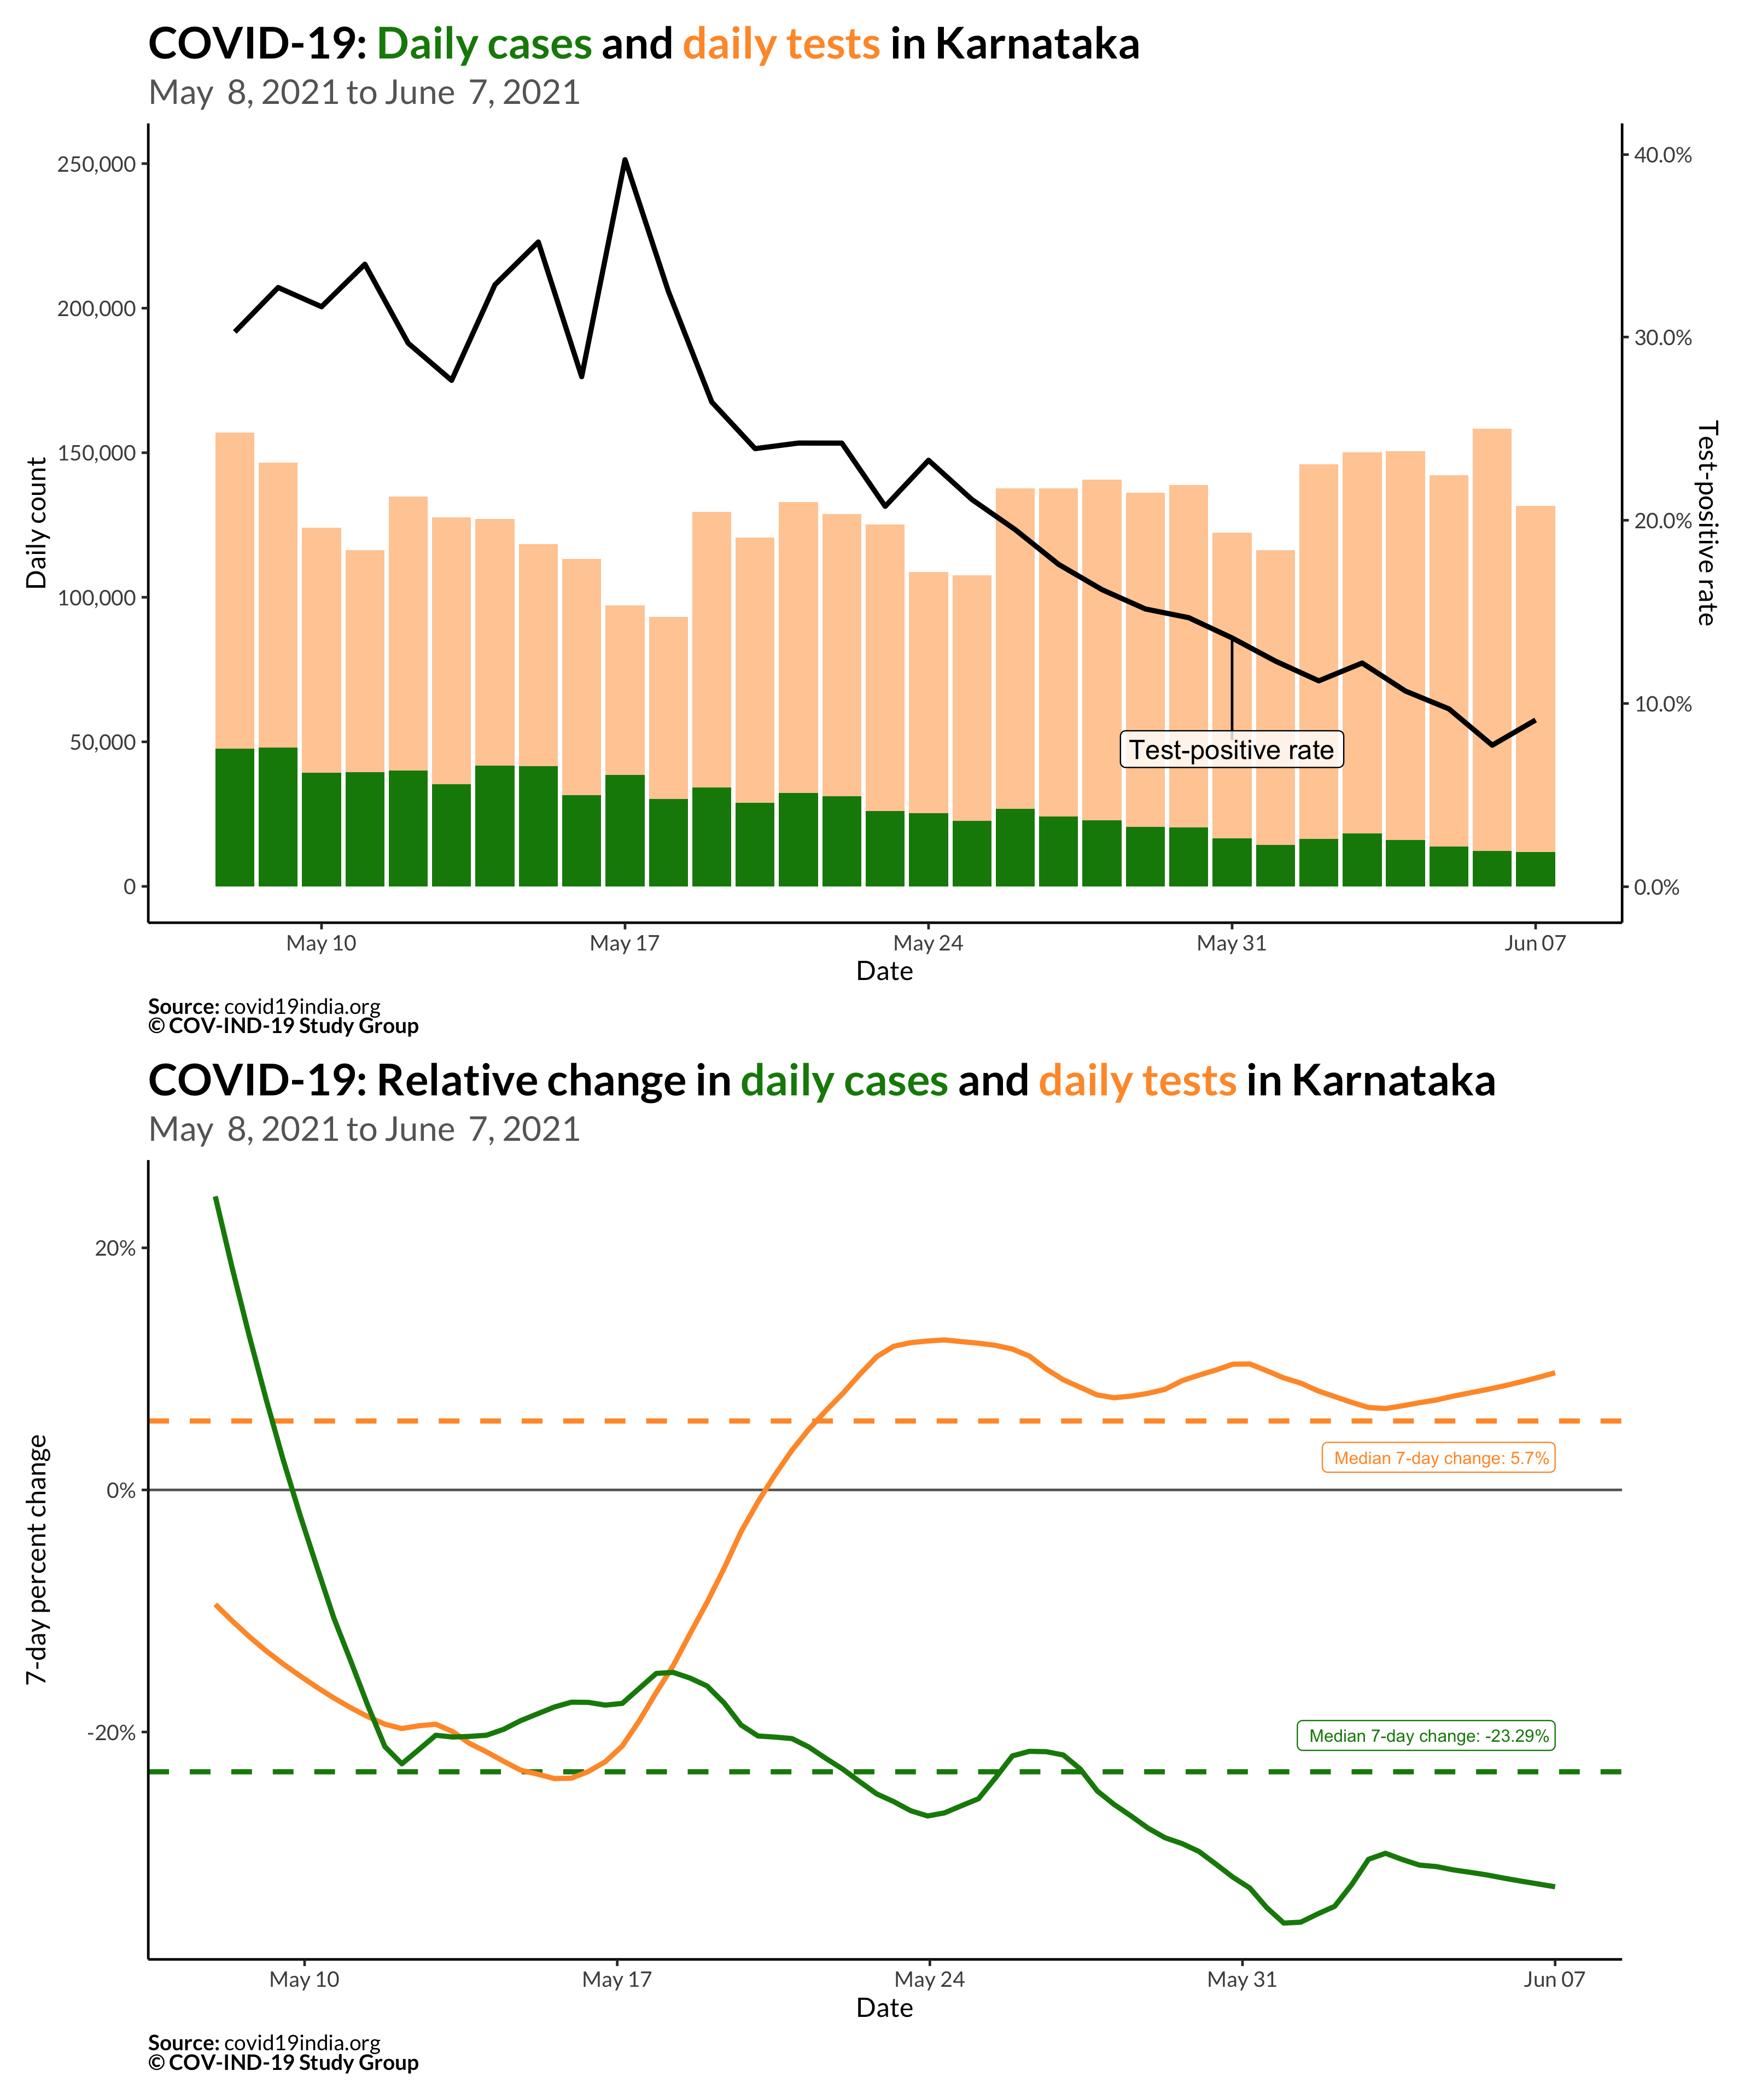 COVID-19: Daily cases and daily tests in Karnataka
May 8, 2021 to June 7, 2021
250,000
200,000
150,000
100,000
50,000
0
Daily count
40.0%
30.0%
20.0%
10.0%
0.0%
Test-positive rate
Test-positive rate
May 10 May 17 May 24 May 31 Jun 07
Date
Source: covid19india.org
© COV-IND-19 Study Group
COVID-19: Relative change in daily cases and daily tests in Karnataka
May 8, 2021 to June 7, 2021
20%
0%
-20%
7-day percent change
Median 7-day change: 5.7%
Median 7-day change: -23.29%
May 10 May 17 May 24 May 31 Jun 07
Date
Source: covid19india.org
© COV-IND-19 Study Group